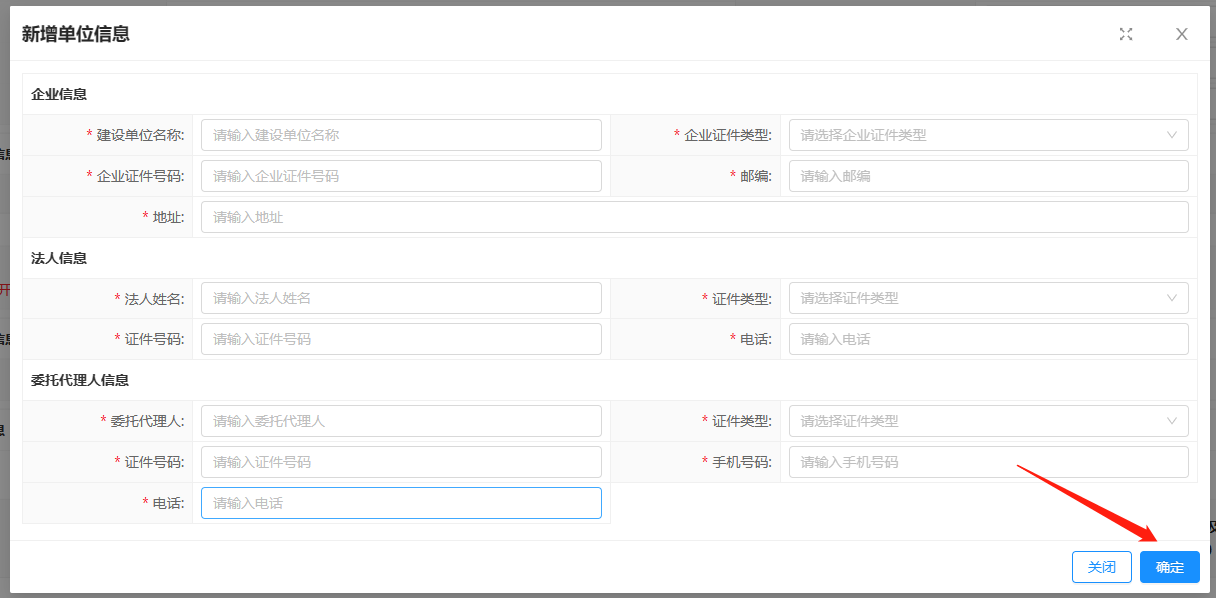 新增单位信息
企业信息
* 建设单位名称: 请输入建设单位名称 * 企业证件类型: 请选择企业证件类型
* 企业证件号码: 请输入企业证件号码 * 邮编: 请输入邮编
* 地址: 请输入地址
法人信息
* 法人姓名: 请输入法人姓名 * 证件类型: 请选择证件类型
* 证件号码: 请输入证件号码 * 电话: 请输入电话
委托代理人信息
* 委托代理人: 请输入委托代理人 * 证件类型: 请选择证件类型
* 证件号码: 请输入证件号码 * 手机号码: 请输入手机号码
* 电话: 请输入电话
关闭 确定